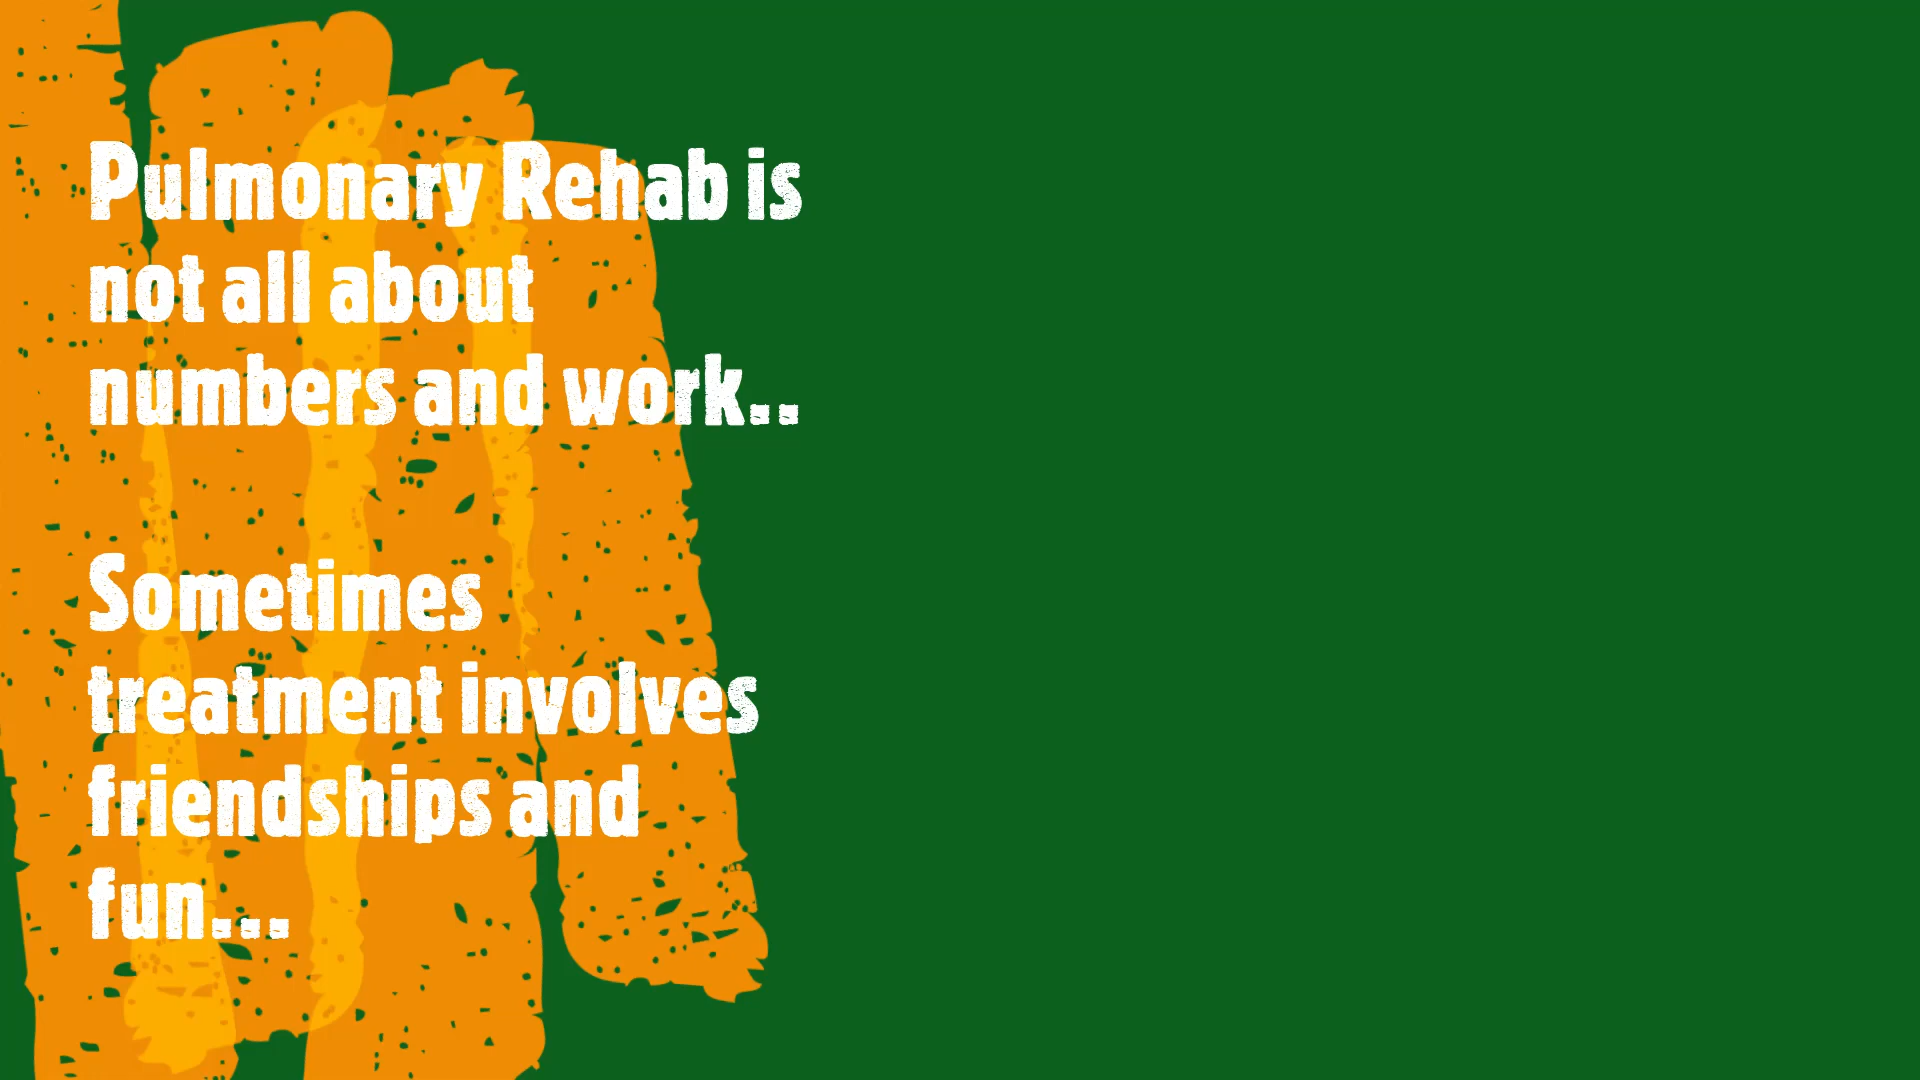 Pulmonary Rehab is
not all about
numbers and work..
Sometimes
treatment involves
friendships and
fun...